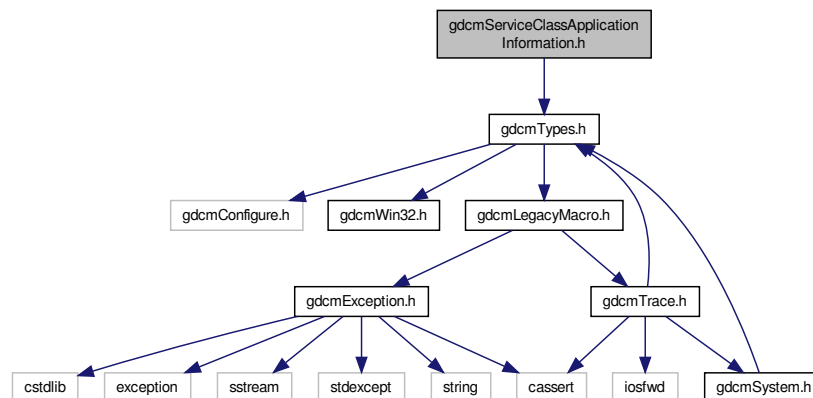 gdcmServiceClassApplication
Information.h
gdcmTypes.h
gdcmConfigure.h
gdcmWin32.h
gdcmLegacyMacro.h
gdcmException.h
gdcmTrace.h
cstdlib
exception
sstream
stdexcept
string
cassert
iosfwd
gdcmSystem.h